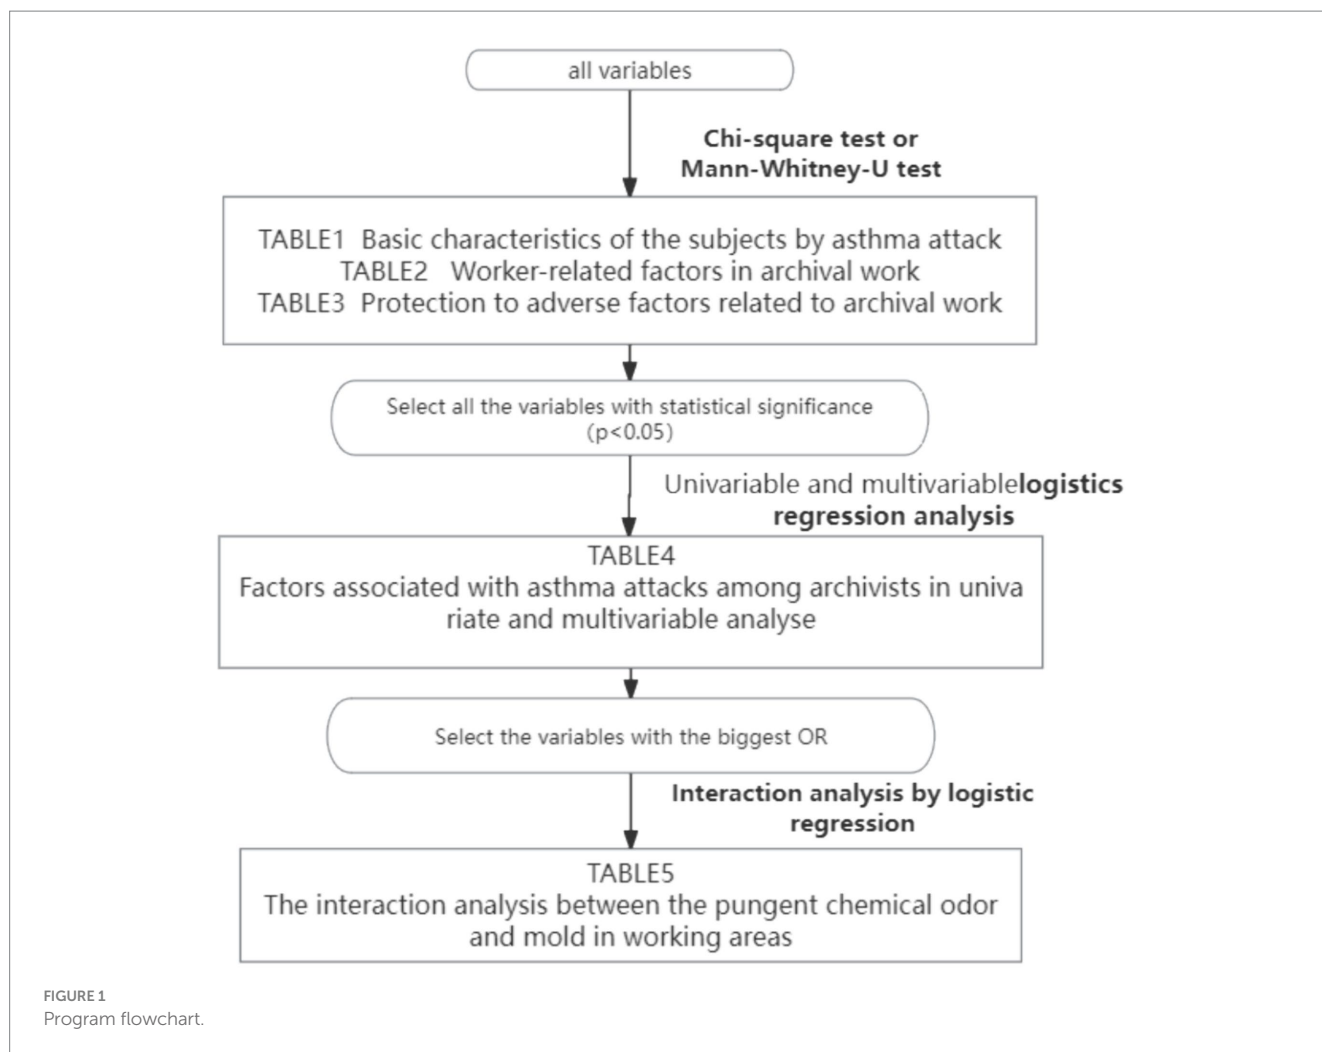 all variables
Chi-square test or
Mann-Whitney-U test
TABLE1 Basic characteristics of the subjects by asthma attack
TABLE2 Worker-related factors in archival work
TABLE3 Protection to adverse factors related to archival work
Select all the variables with statistical significance
(p<0.05)
Univariable and multivariablelogistics
regression analysis
TABLE4
Factors associated with asthma attacks among archivists in univa
riate and multivariable analyse
Select the variables with the biggest OR
Interaction analysis by logistic
regression
TABLE5
The interaction analysis between the pungent chemical odor
and mold in working areas
FIGURE 1
Program flowchart.